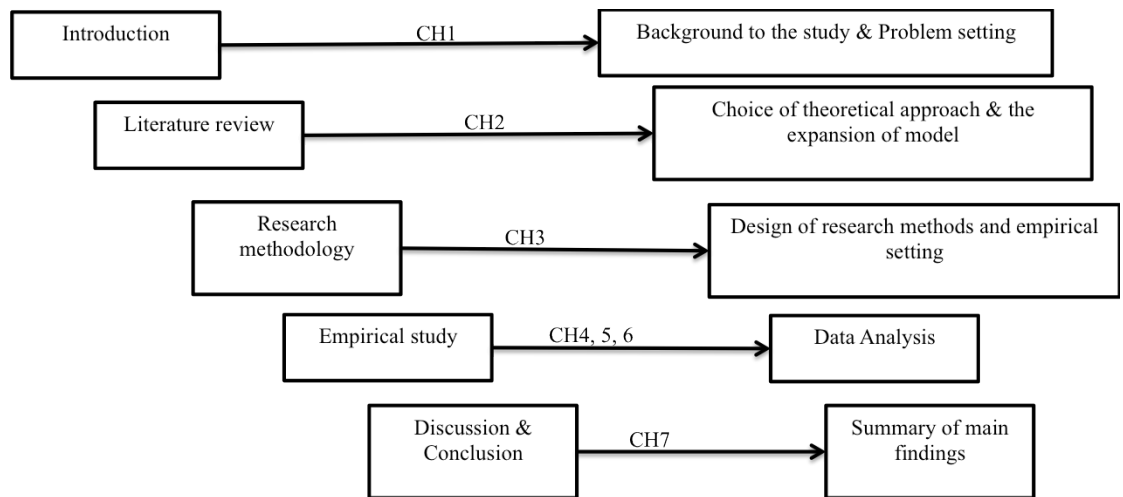 Introduction
CH1
Background to the study & Problem setting
Literature review
CH2
Choice of theoretical approach & the
expansion of model
Research
methodology
CH3
Design of research methods and empirical
setting
Empirical study
CH4, 5, 6
Data Analysis
Discussion &
Conclusion
CH7
Summary of main
findings